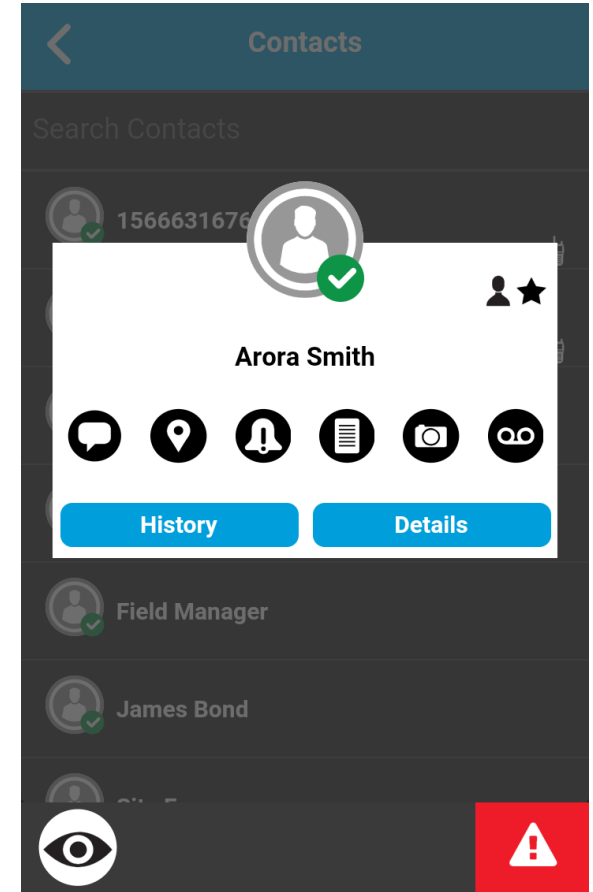 Contacts
Search Contacts
1566631676
Arora Smith
History
Details
Field Manager
James Bond